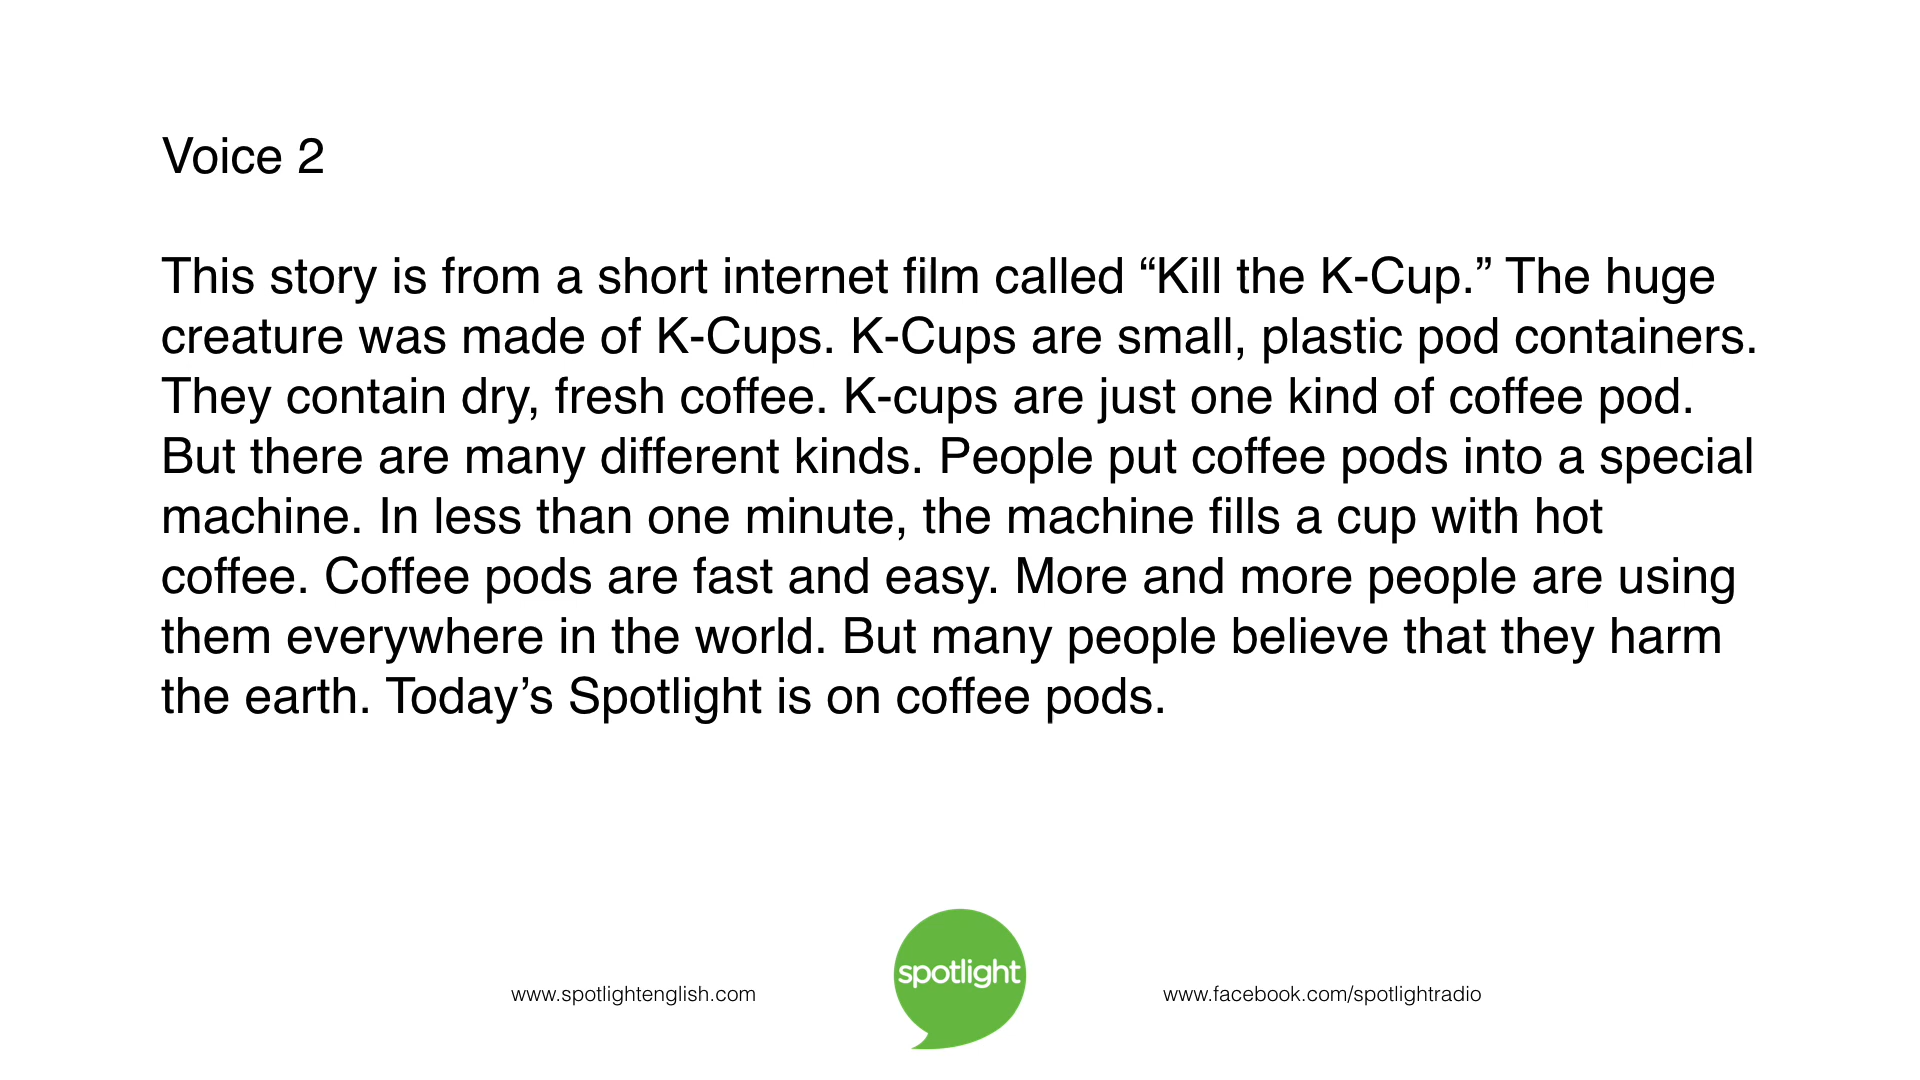 Voice 2
This story is from a short internet film called “Kill the K-Cup.” The huge
creature was made of K-Cups. K-Cups are small, plastic pod containers.
They contain dry, fresh coffee. K-cups are just one kind of coffee pod.
But there are many different kinds. People put coffee pods into a special
machine. In less than one minute, the machine fills a cup with hot
coffee. Coffee pods are fast and easy. More and more people are using
them everywhere in the world. But many people believe that they harm
the earth. Today’s Spotlight is on coffee pods.
www.spotlightenglish.com
spotlight
www.facebook.com/spotlightradio